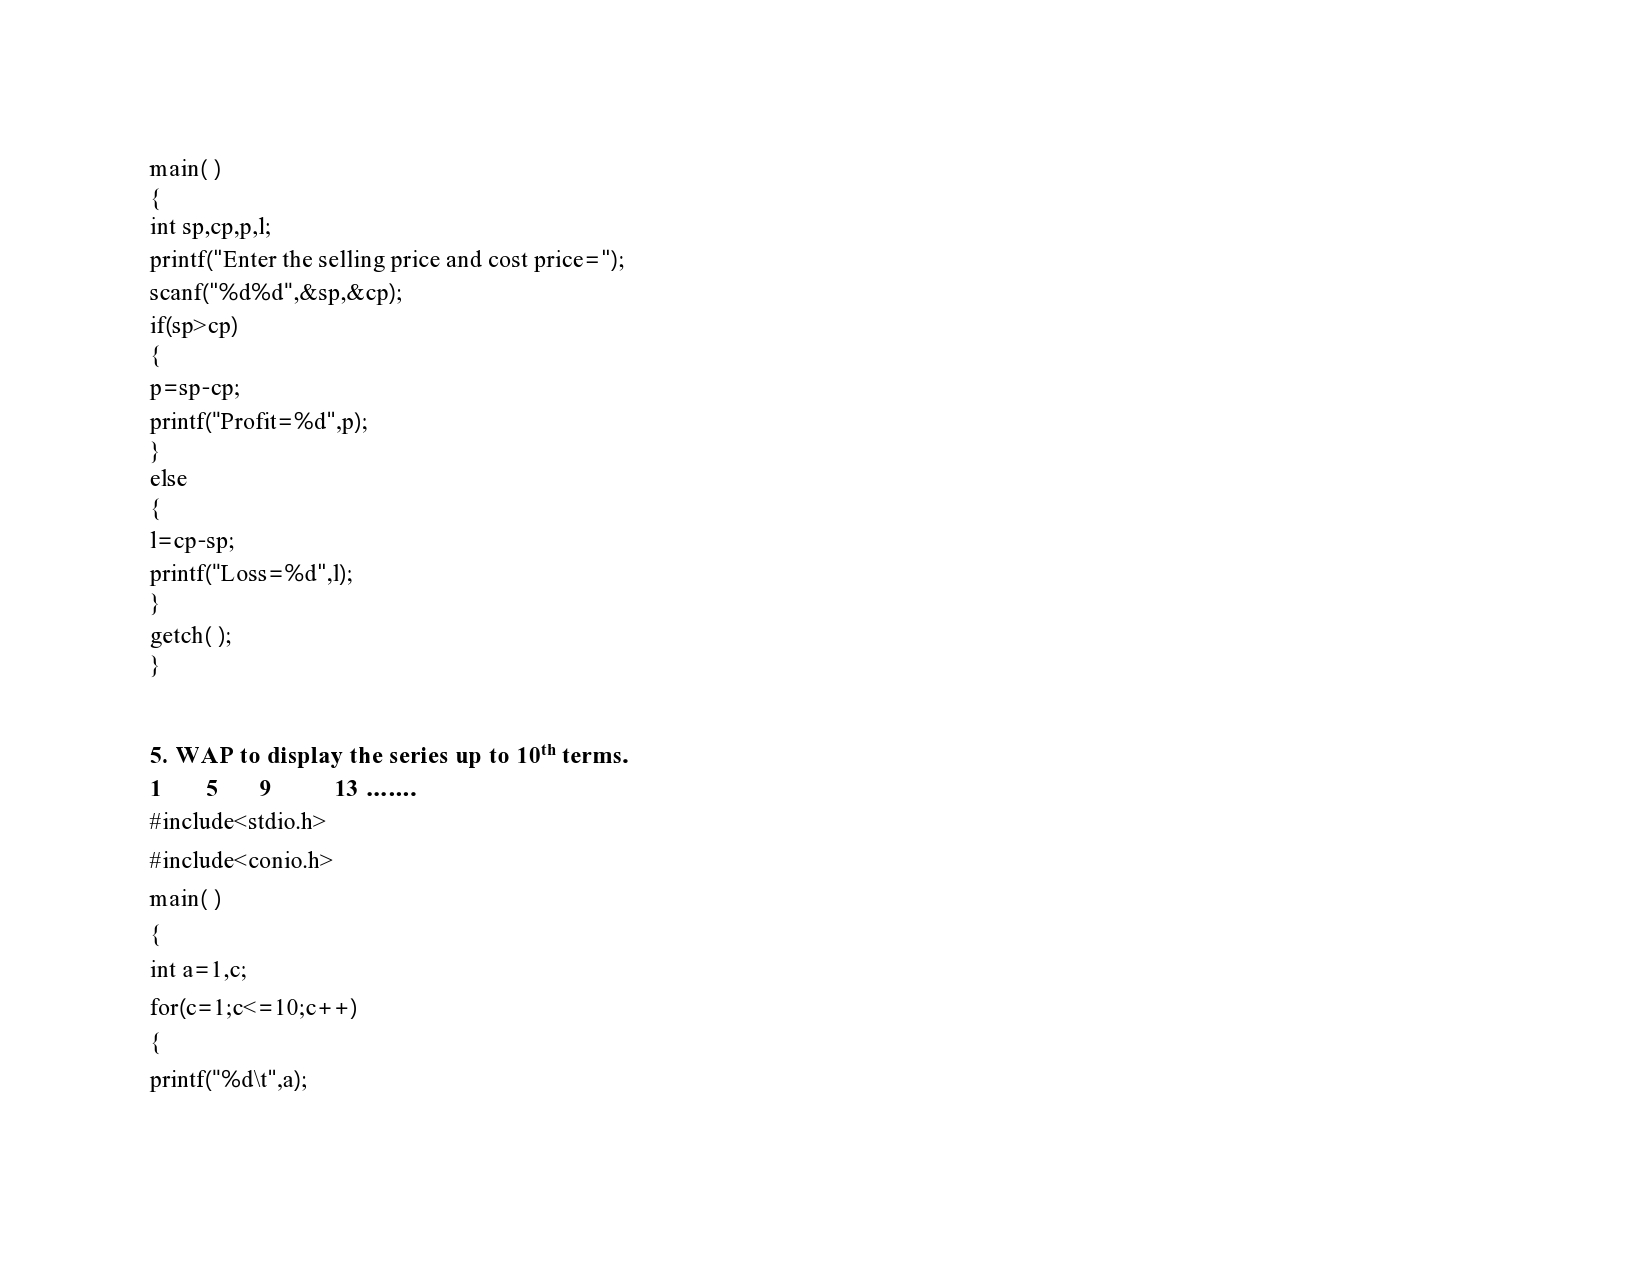 main( )
{
int sp,cp,p,l;
printf("Enter the selling price and cost price=");
scanf("%d%d",&sp,&cp);
if(sp>cp)
{
p=sp-cp;
printf("Profit=%d",p);
}
else
{
l=cp-sp;
printf("Loss=%d",l);
}
getch( );
}
5. WAP to display the series up to 10th terms.
1 5 9 13 .......
#include<stdio.h>
#include<conio.h>
main( )
{
int a=1,c;
for(c=1;c<=10;c++)
{
printf("%d\t",a);